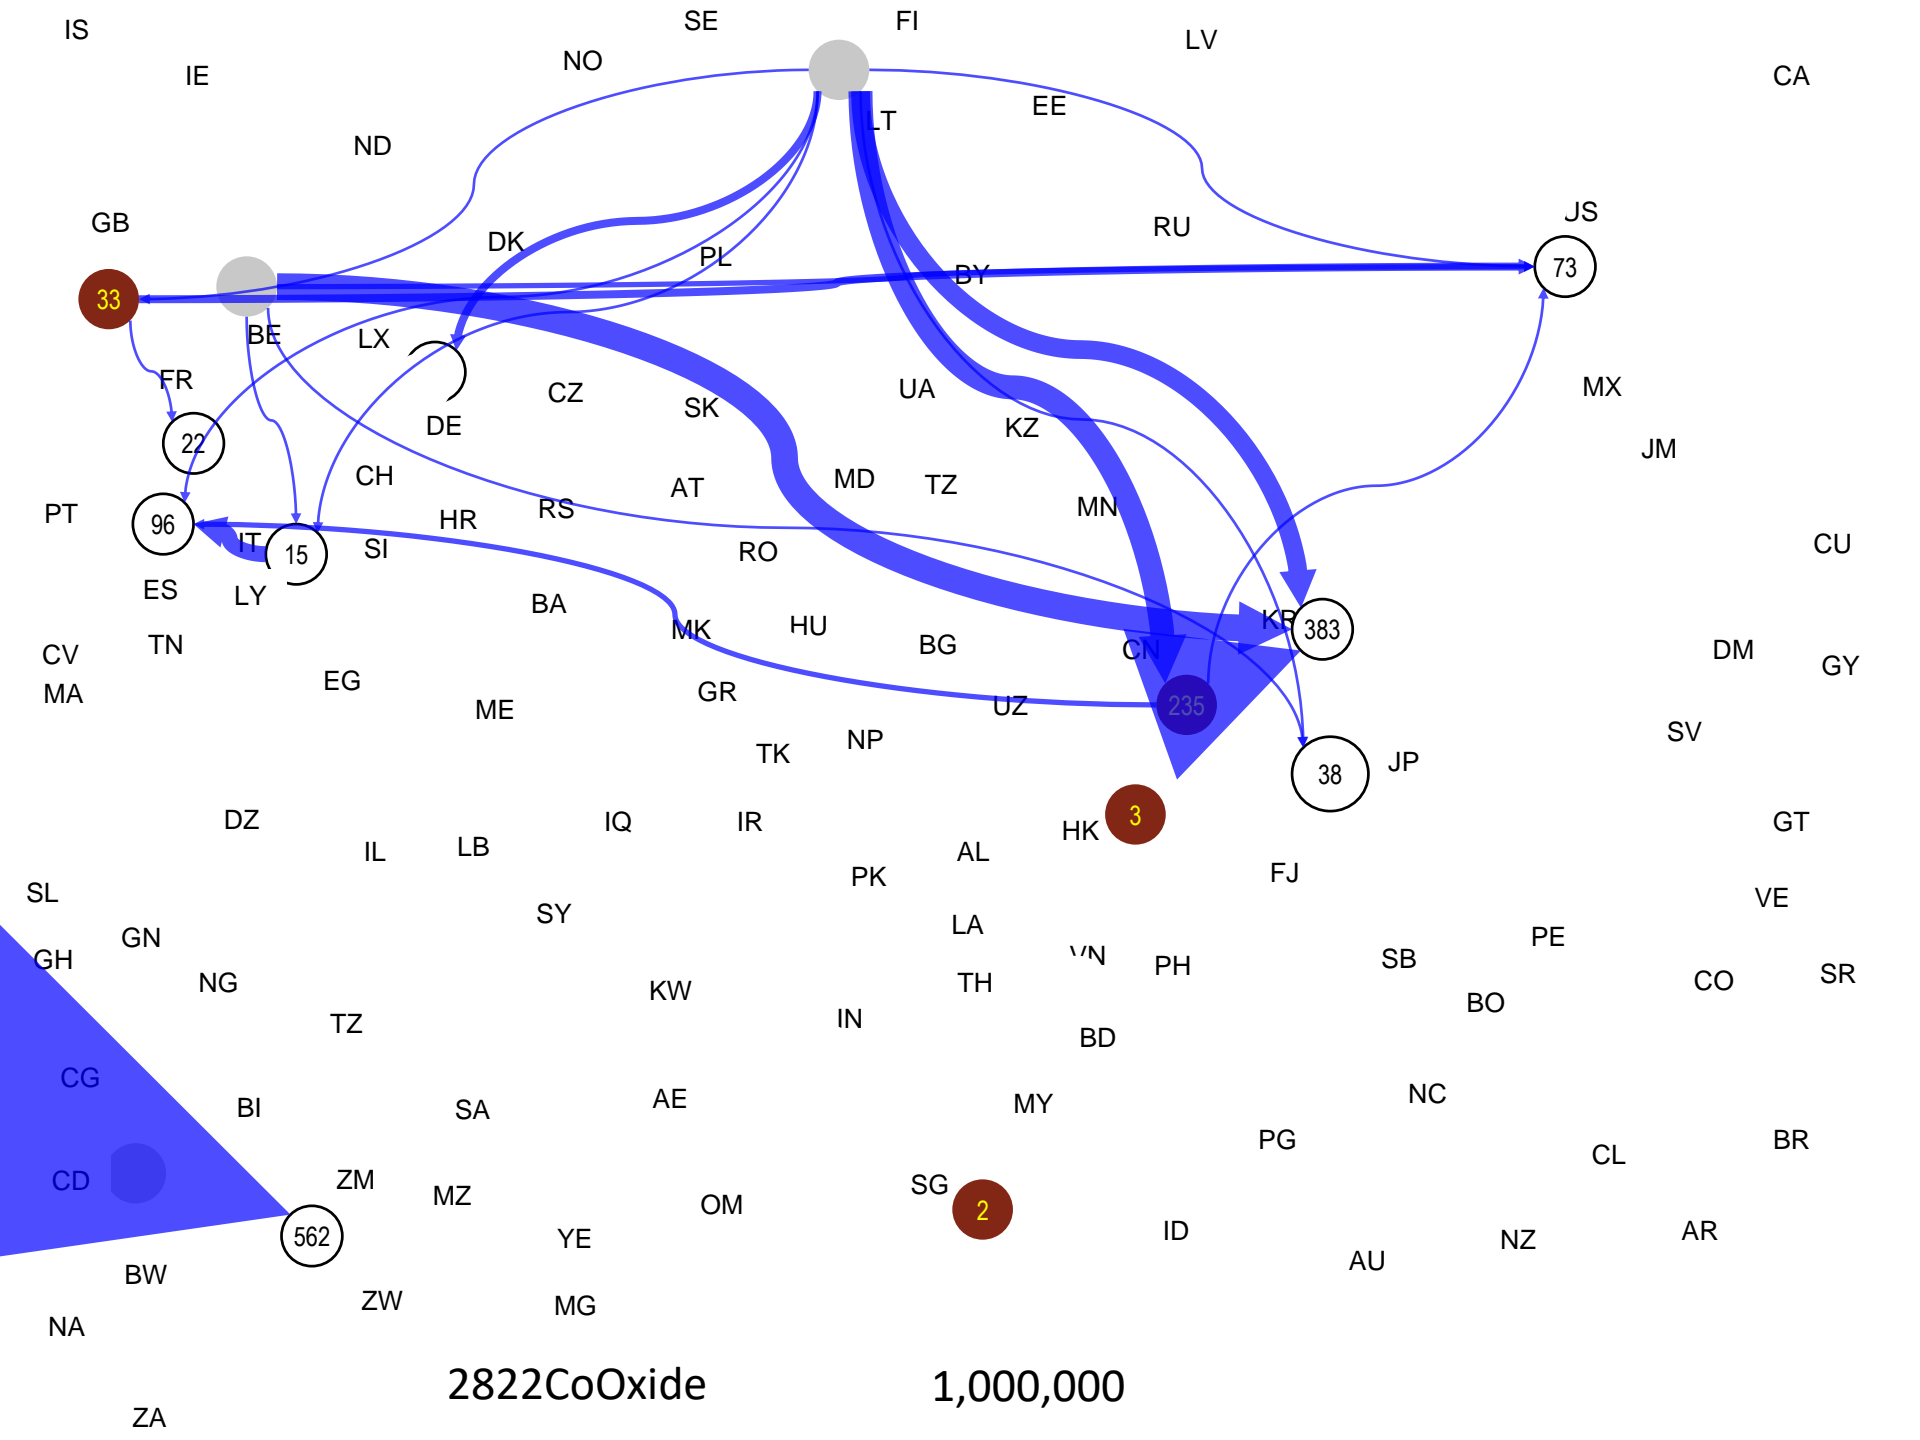 IS
SE
FI
LV
NO
IE
CA
EE
LT
ND
JS
GB
RU
DK
PL
BY
73
33
BE
LX
FR
CZ
UA
MX
SK
DE
KZ
22
JM
CH
MD
TZ
AT
MN
RS
PT
HR
96
IT
15
SI
CU
RO
ES
LY
BA
KR
383
HU
MK
TN
BG
CN
DM
CV
GY
EG
MA
GR
235
UZ
ME
SV
NP
TK
JP
38
3
DZ
IQ
IR
GT
HK
IL
LB
AL
FJ
PK
SL
VE
SY
LA
GN
PE
VN
GH
PH
SB
NG
TH
CO
SR
KW
BO
IN
TZ
BD
CG
NC
AE
MY
BI
SA
PG
BR
CL
CD
ZM
SG
MZ
OM
2
ID
AR
562
YE
NZ
AU
BW
ZW
MG
NA
2822CoOxide
1,000,000
ZA